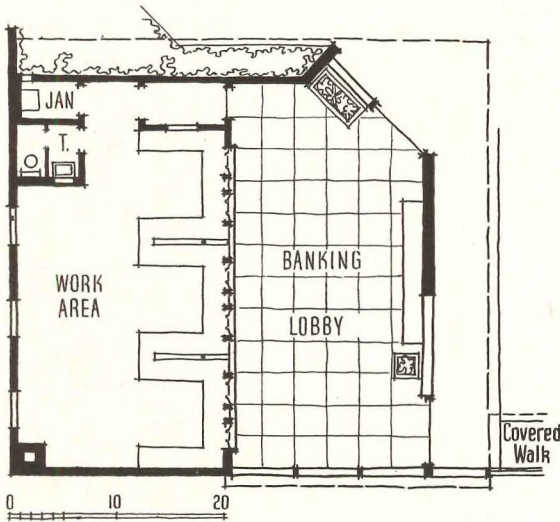 JAN
T.
WORK
AREA
BANKING
LOBBY
Covered
Walk
0 10 20